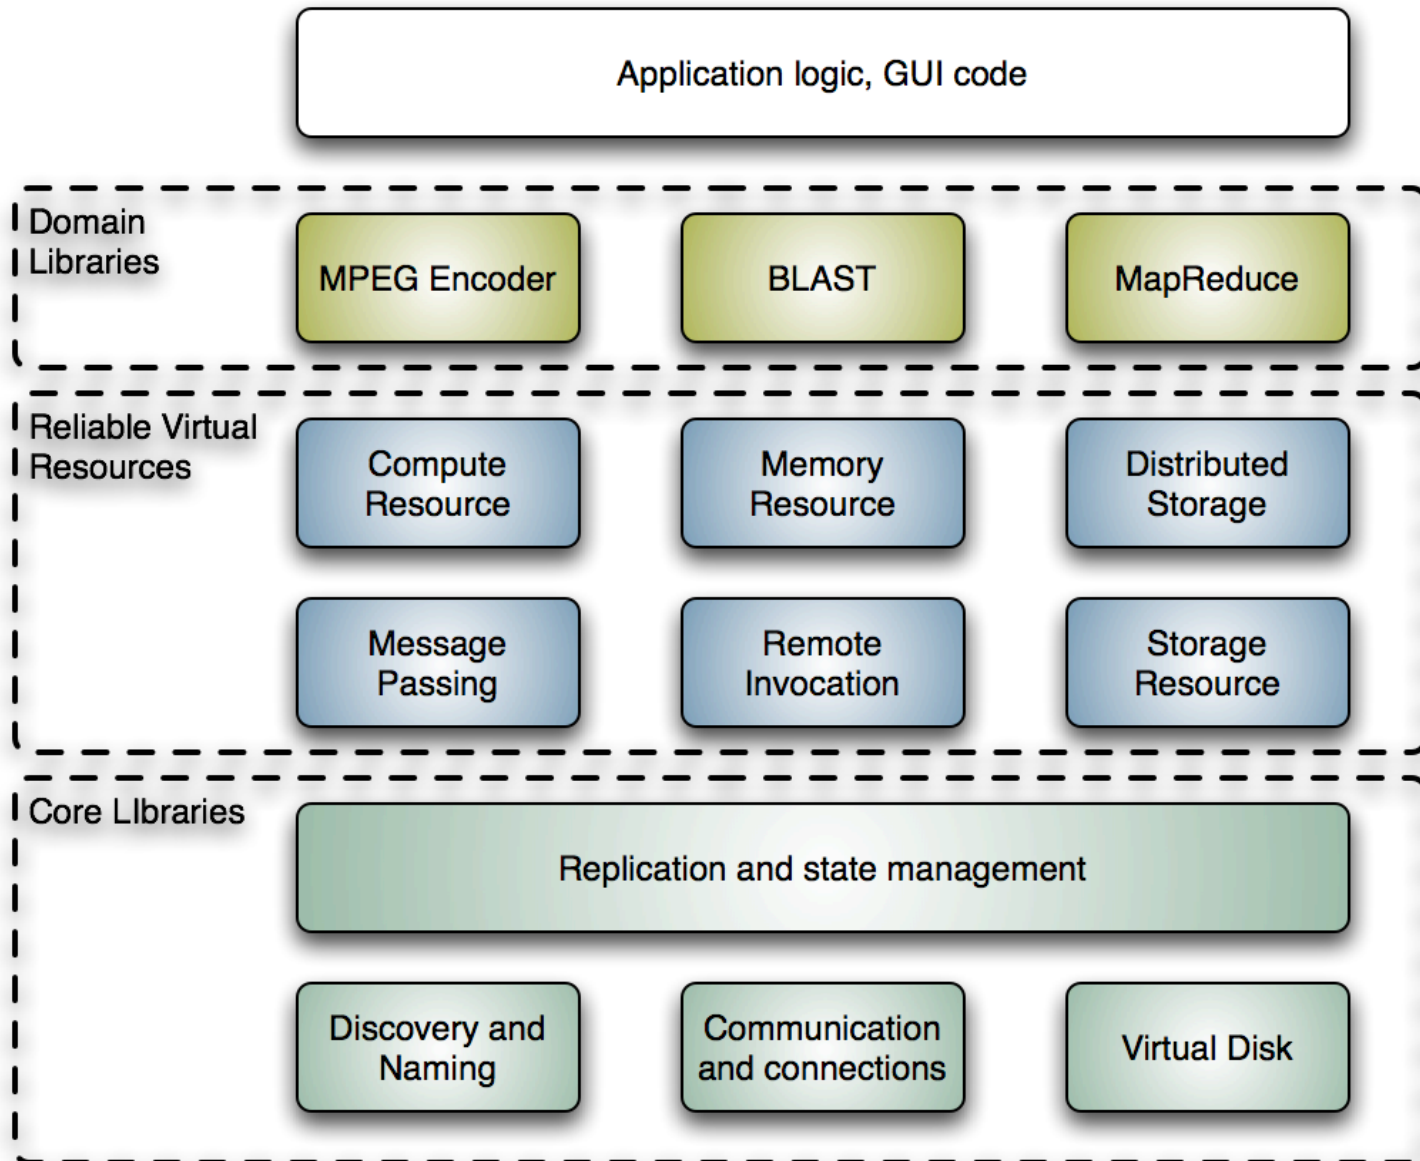 Application logic, GUI code
Domain
Libraries
MPEG Encoder
BLAST
MapReduce
Reliable Virtual
Resources
Compute
Resource
Memory
Resource
Distributed
Storage
Message
Passing
Remote
Invocation
Storage
Resource
Core LIbraries
Replication and state management
Discovery and
Naming
Communication
and connections
Virtual Disk